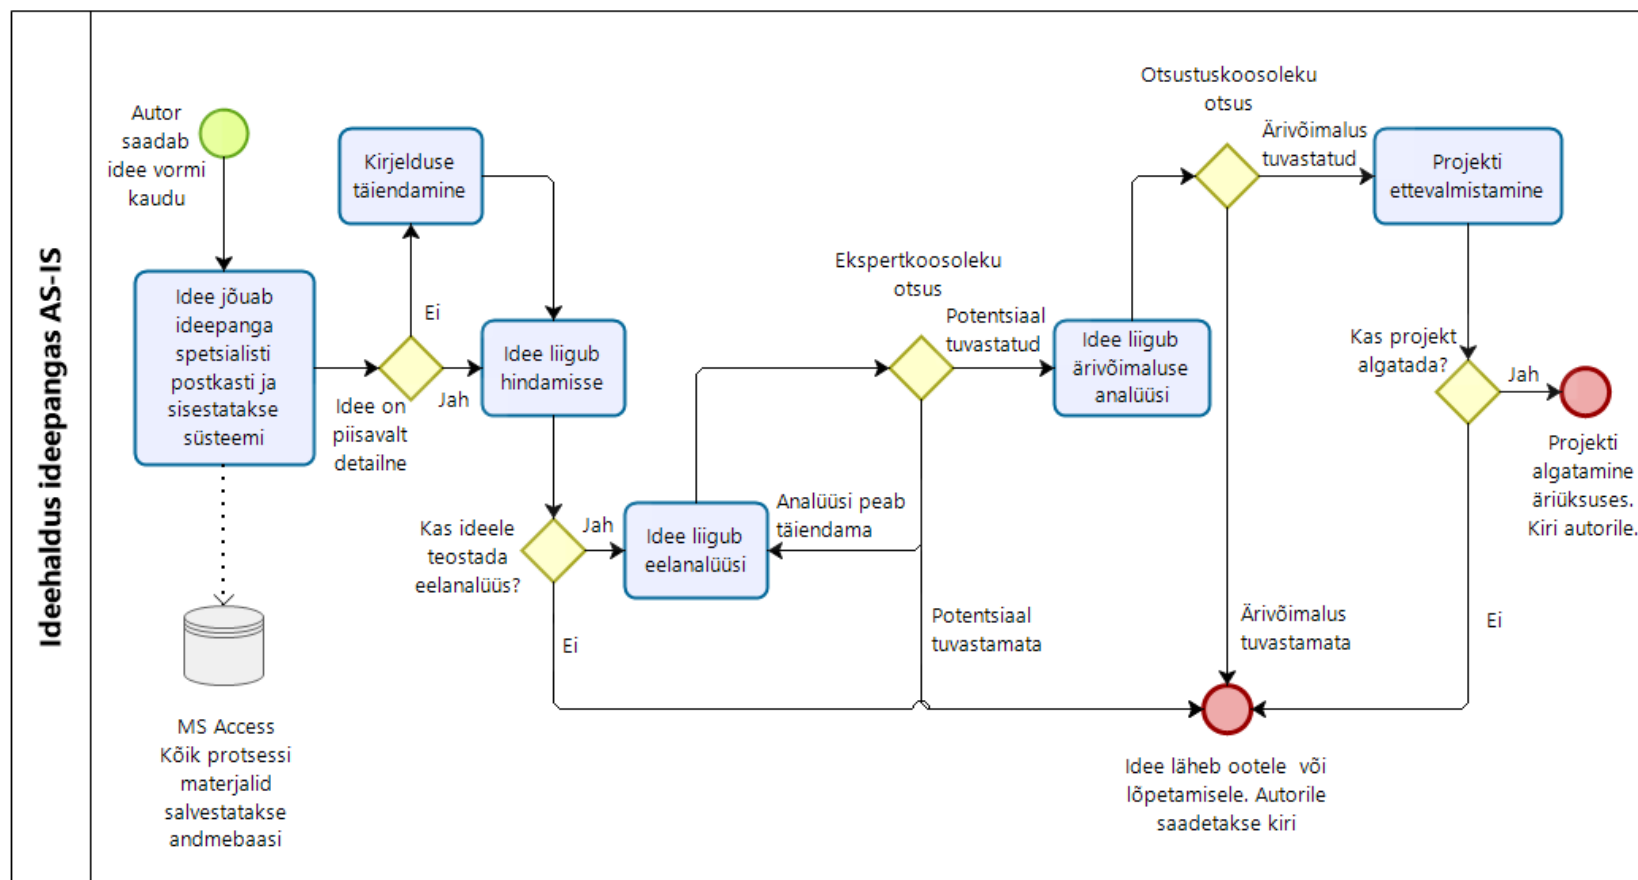 Ideehaldus ideepangas AS-IS
Autor
saadab
idee vormi
kaudu
Idee jõuab
ideepanga
spetsialisti
postkasti ja
sisestatakse
süsteemi
MS Access
Kõik protsessi
materjalid
salvestatakse
andmebaasi
Kirjelduse
täiendamine
Ei
Idee on
piisavalt
detailne
Jah
Idee liigub
hindamisse
Kas ideele
teostada
eelanalüüs?
Jah
Ei
Idee liigub
eelanalüüsi
Analüüsi peab
täiendama
Ekspertkoosoleku
otsus
Potentsiaal
tuvastatud
Potentsiaal
tuvastamata
Idee liigub
ärivõimaluse
analüüsi
Otsustuskoosoleku
otsus
Ärivõimalus
tuvastatud
Ärivõimalus
tuvastamata
Projekti
ettevalmistamine
Kas projekt
algatada?
Jah
Ei
Projekti
algatamine
äriüksuses.
Kiri autorile.
Idee läheb ootele või
lõpetamisele. Autorile
saadetakse kiri